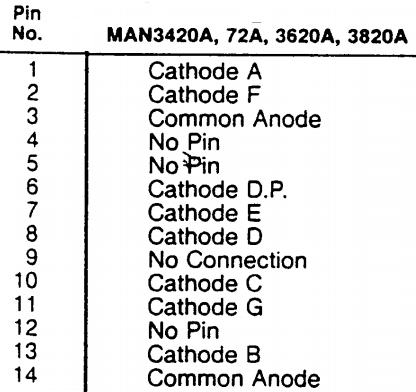 Pin
No. MAN3420A, 72A, 3620A, 3820A
1 Cathode A
2 Cathode F
3 Common Anode
4 No Pin
5 No Pin
6 Cathode D.P.
7 Cathode E
8 Cathode D
9 No Connection
10 Cathode C
11 Cathode G
12 No Pin
13 Cathode B
14 Common Anode